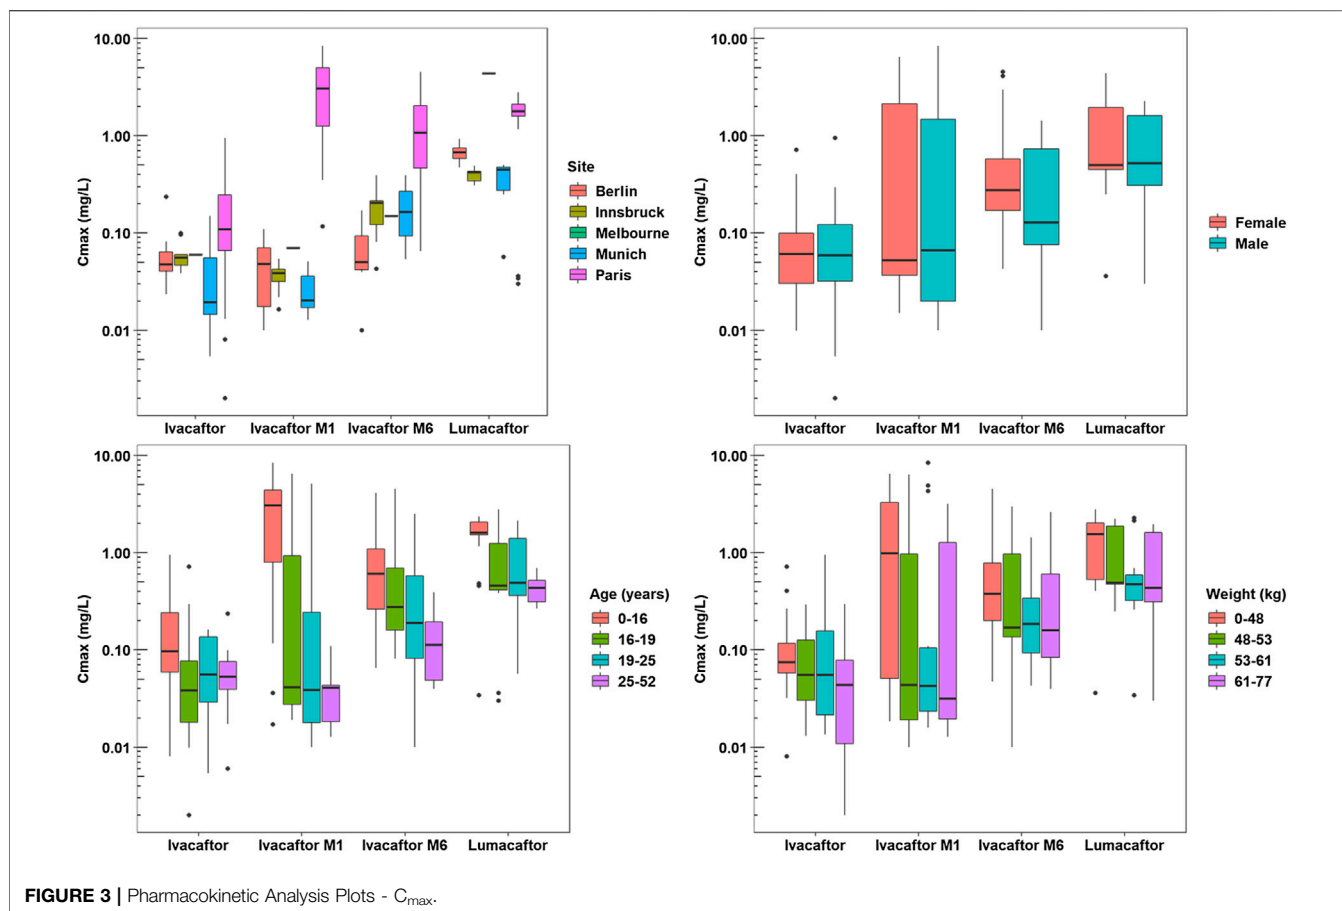 10.00
1.00
0.10
0.01
Cmax (mg/L)
Ivacaftor Ivacaftor M1 Ivacaftor M6 Lumacaftor
Site
Berlin
Innsbruck
Melbourne
Munich
Paris
10.00
1.00
0.10
0.01
Cmax (mg/L)
Ivacaftor Ivacaftor M1 Ivacaftor M6 Lumacaftor
Female
Male
10.00
1.00
0.10
0.01
Cmax (mg/L)
Ivacaftor Ivacaftor M1 Ivacaftor M6 Lumacaftor
Age (years)
0-16
16-19
19-25
25-52
10.00
1.00
0.10
0.01
Cmax (mg/L)
Ivacaftor Ivacaftor M1 Ivacaftor M6 Lumacaftor
Weight (kg)
0-48
48-53
53-61
61-77
FIGURE 3 | Pharmacokinetic Analysis Plots - Cmax.